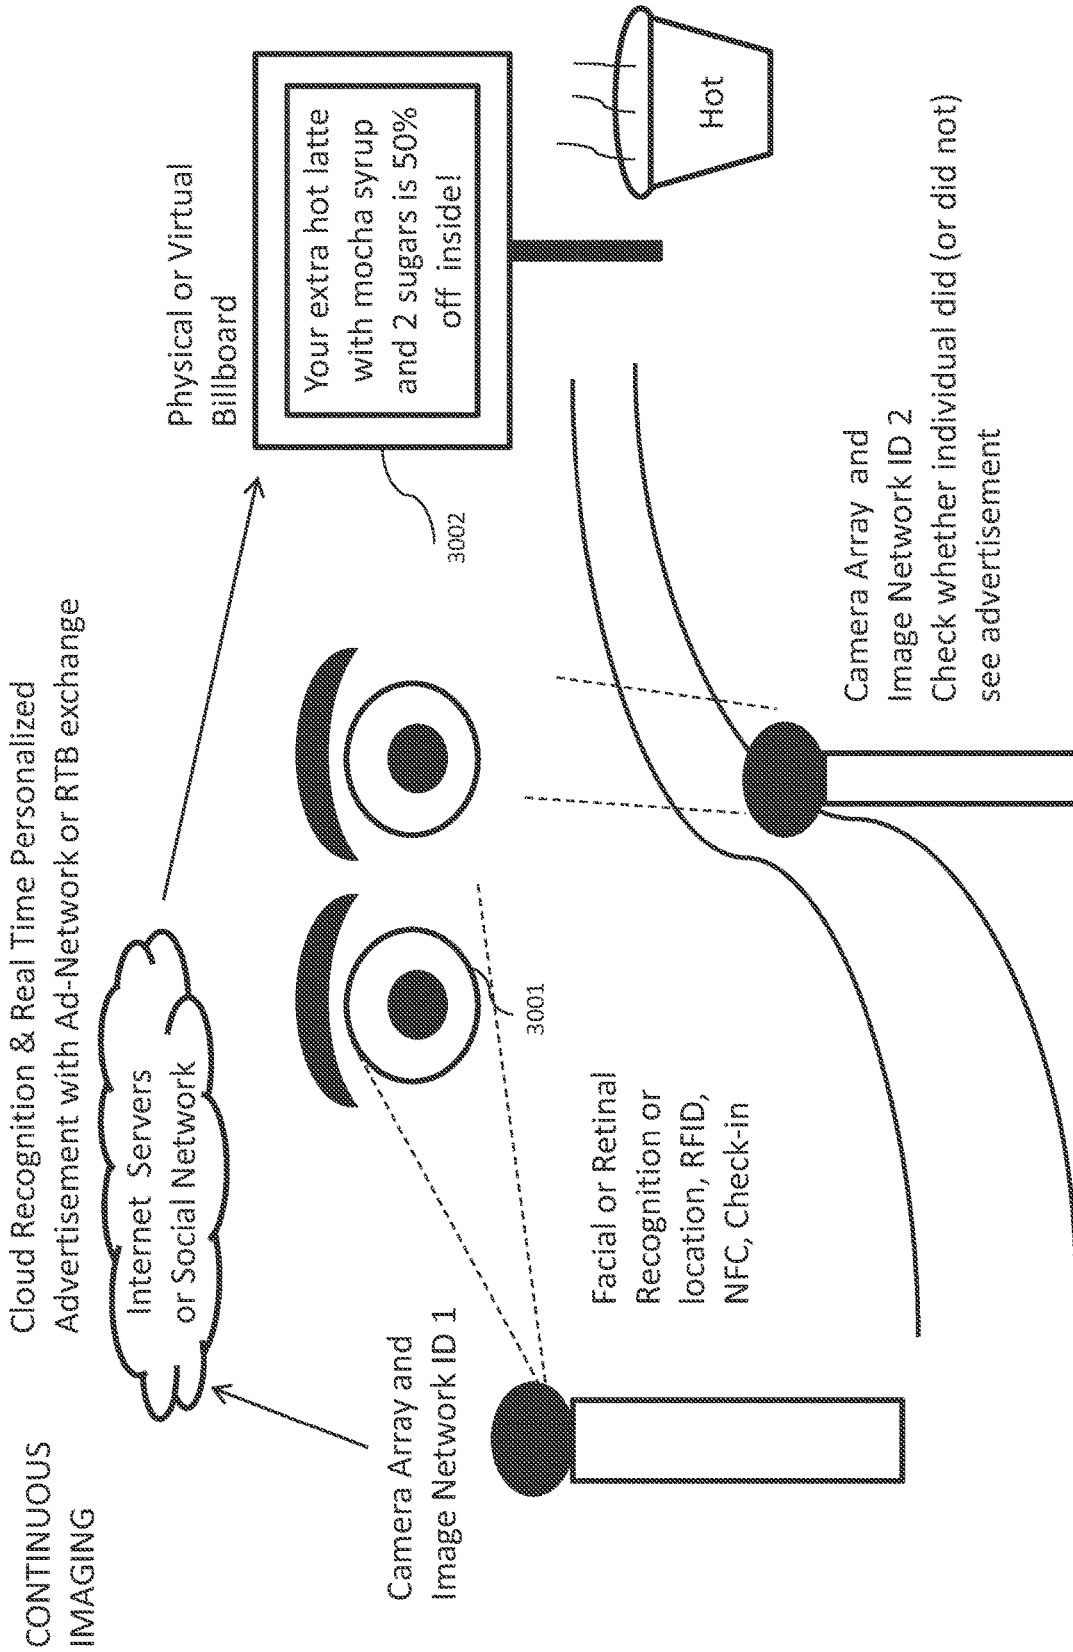 CONTINUOUS
IMAGING
Cloud Recognition & Real Time Personalized
Advertisement with Ad-Network or RTB exchange
Internet Servers
or Social Network
Physical or Virtual
Billboard
Your extra hot latte
with mocha syrup
and 2 sugars is 50%
off inside!
3002
Hot
Camera Array and
Image Network ID 1
3001
Facial or Retinal
Recognition or
location, RFID,
NFC, Check-in
Camera Array and
Image Network ID 2
Check whether individual did (or did not)
see advertisement